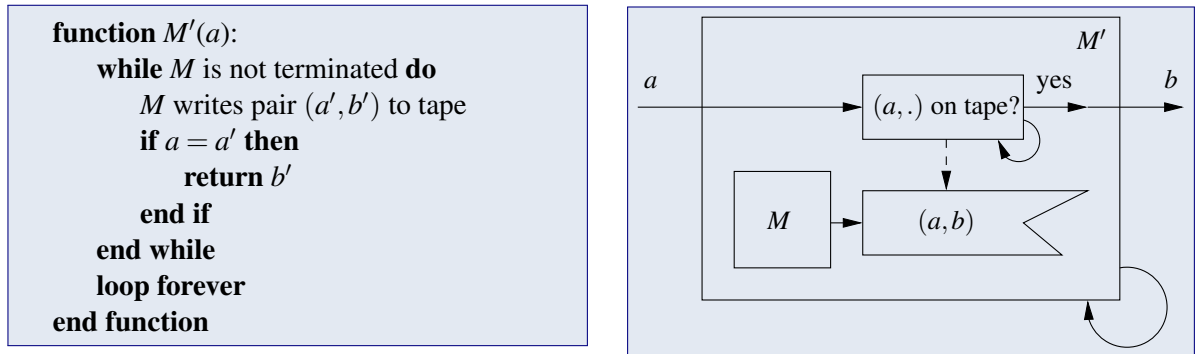 function M′(a):
while M is not terminated do
M writes pair (a′,b′) to tape
if a = a′ then
return b′
end if
end while
loop forever
end function
M′
a
(a,.) on tape?
yes
b
M
(a,b)